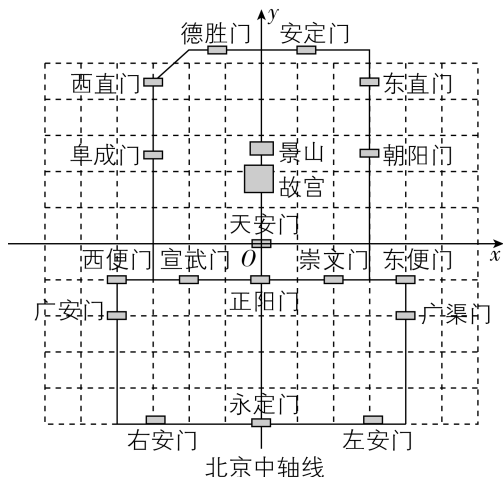 y
德胜门 安定门
西直门 东直门
阜成门 景山 朝阳门
故宫
天安门
O x
西便门 宣武门 崇文门 东便门
正阳门
广安门 广渠门
永定门
右安门 左安门
北京中轴线